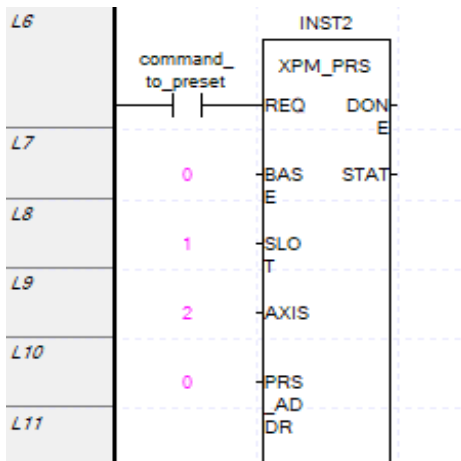 L6
INST2
command_
to_preset
XPM_PRS
REQ DON
E
L7
0 BAS STAT
E
L8
1 SLO
T
L9
2 AXIS
L10
0 PRS
_AD
L11 DR